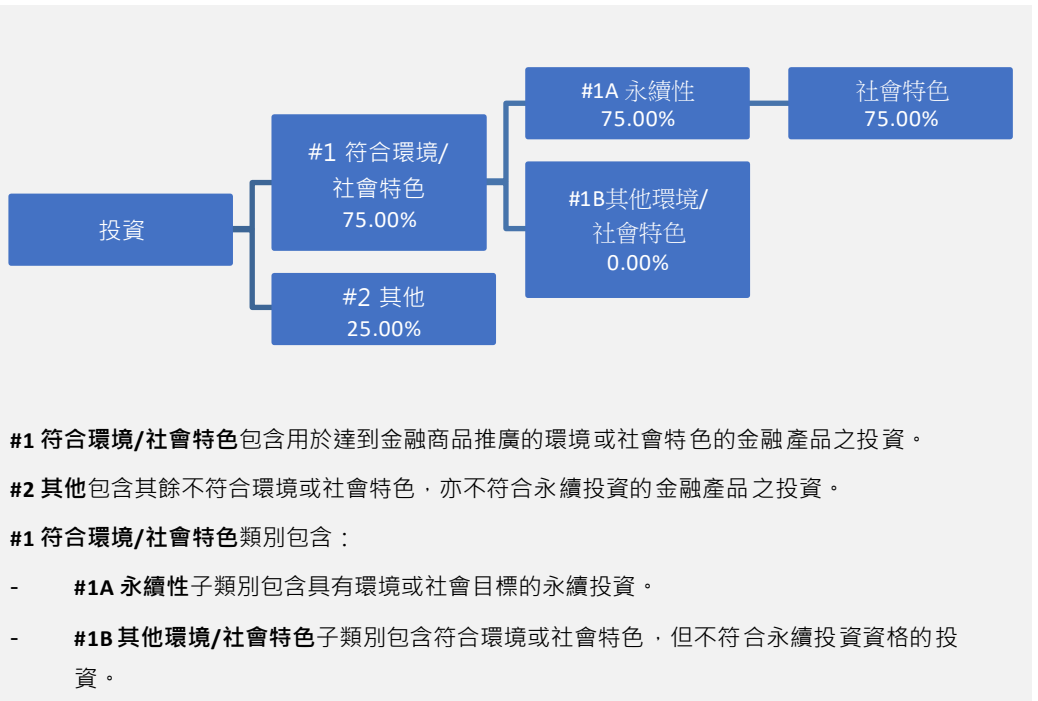 #1A 永續性
75.00%
社會特色
75.00%
#1 符合環境/
社會特色
75.00%
#1B其他環境/
社會特色
0.00%
投資
#2 其他
25.00%
#1 符合環境/社會特色包含用於達到金融商品推廣的環境或社會特色的金融產品之投資。
#2 其他包含其餘不符合環境或社會特色，亦不符合永續投資的金融產品之投資。
#1 符合環境/社會特色類別包含：
- #1A 永續性子類別包含具有環境或社會目標的永續投資。
- #1B 其他環境/社會特色子類別包含符合環境或社會特色，但不符合永續投資資格的投
資。